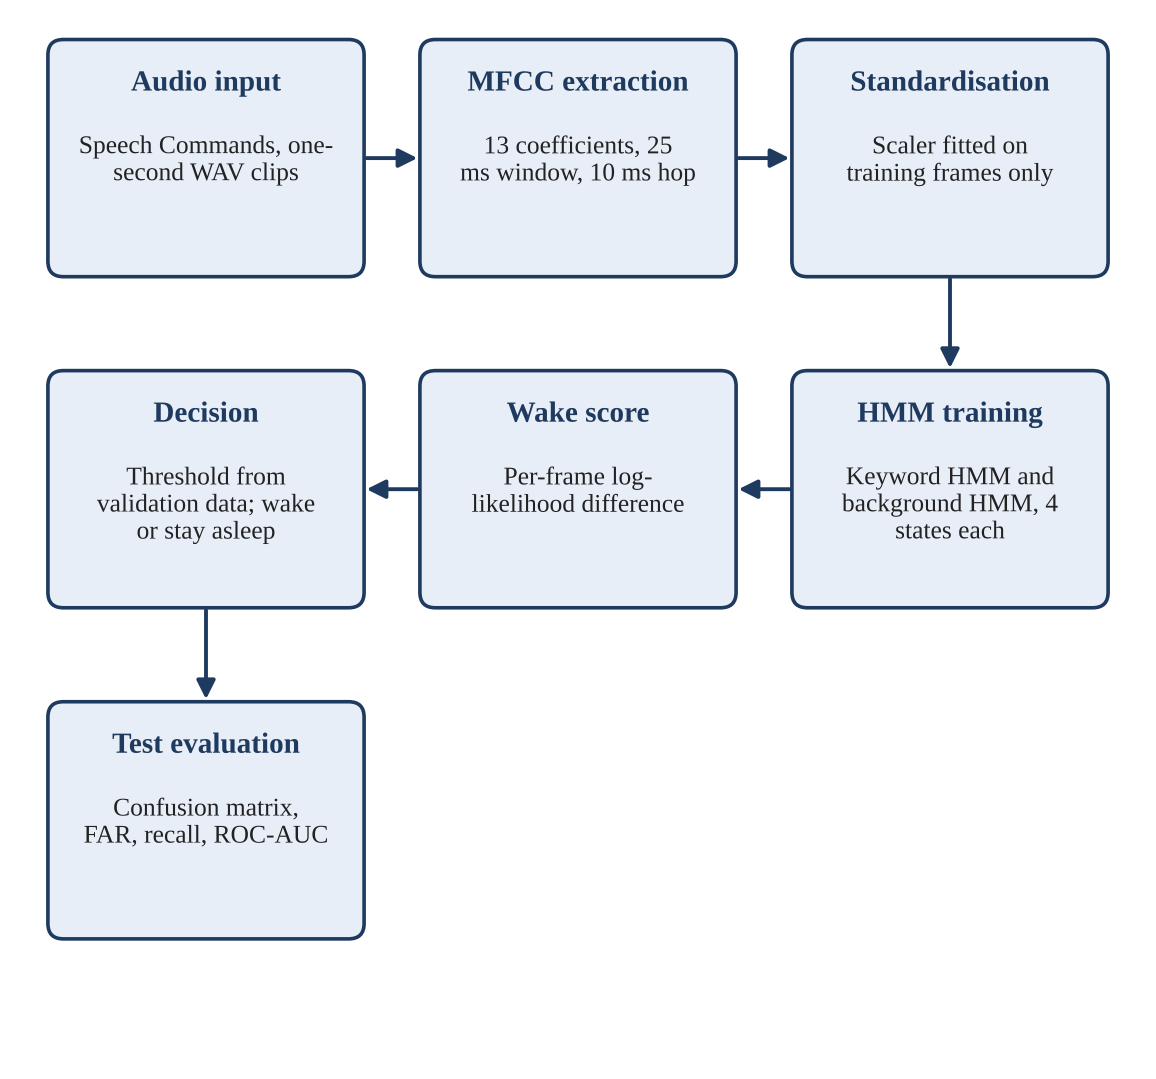 Audio input
Speech Commands, one-
second WAV clips
MFCC extraction
13 coefficients, 25
ms window, 10 ms hop
Standardisation
Scaler fitted on
training frames only
HMM training
Keyword HMM and
background HMM, 4
states each
Wake score
Per-frame log-
likelihood difference
Decision
Threshold from
validation data; wake
or stay asleep
Test evaluation
Confusion matrix,
FAR, recall, ROC-AUC